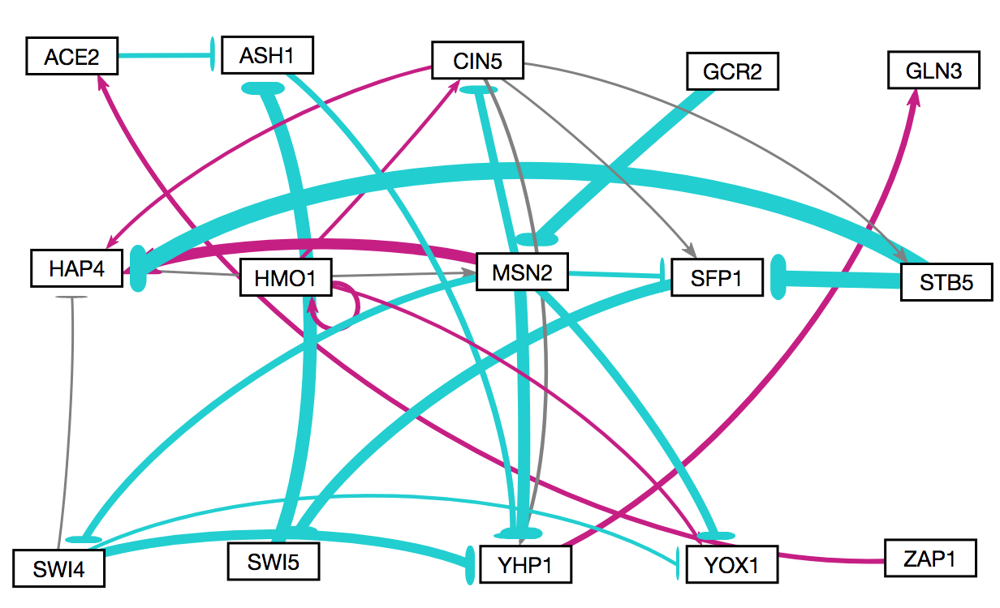 ACE2
ASH1
CIN5
GCR2
GLN3
HAP4
HMO1
MSN2
SFP1
STB5
SWI4
SWI5
YHP1
YOX1
ZAP1